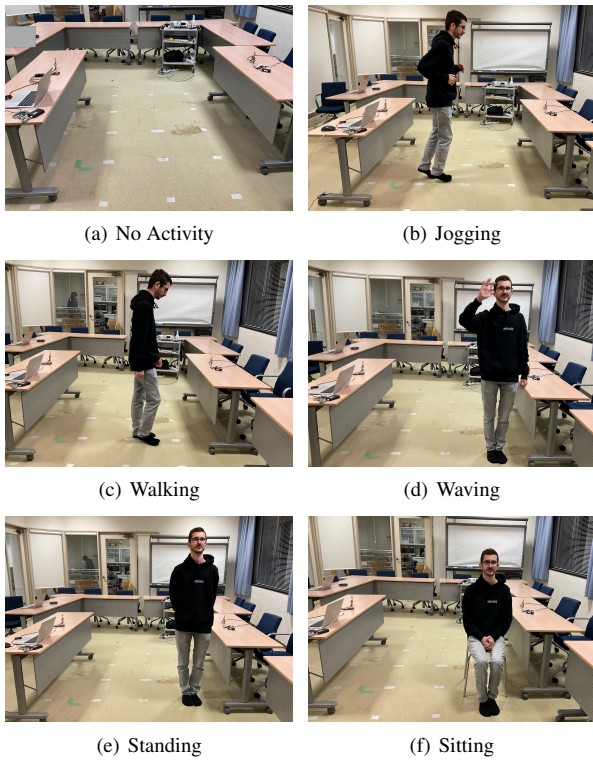 (a) No Activity
(b) Jogging
(c) Walking
(d) Waving
(e) Standing
(f) Sitting